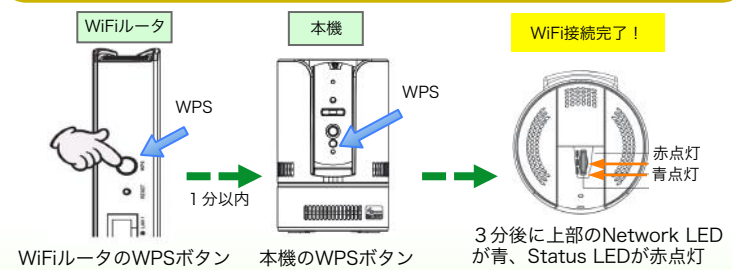 WiFiルータ
本機
WiFi接続完了！
WPS
WPS
WPS
RESET
LAN 1
１分以内
赤点灯
青点灯
WiFiルータのWPSボタン
本機のWPSボタン
３分後に上部のNetwork LED
が青、Status LEDが赤点灯